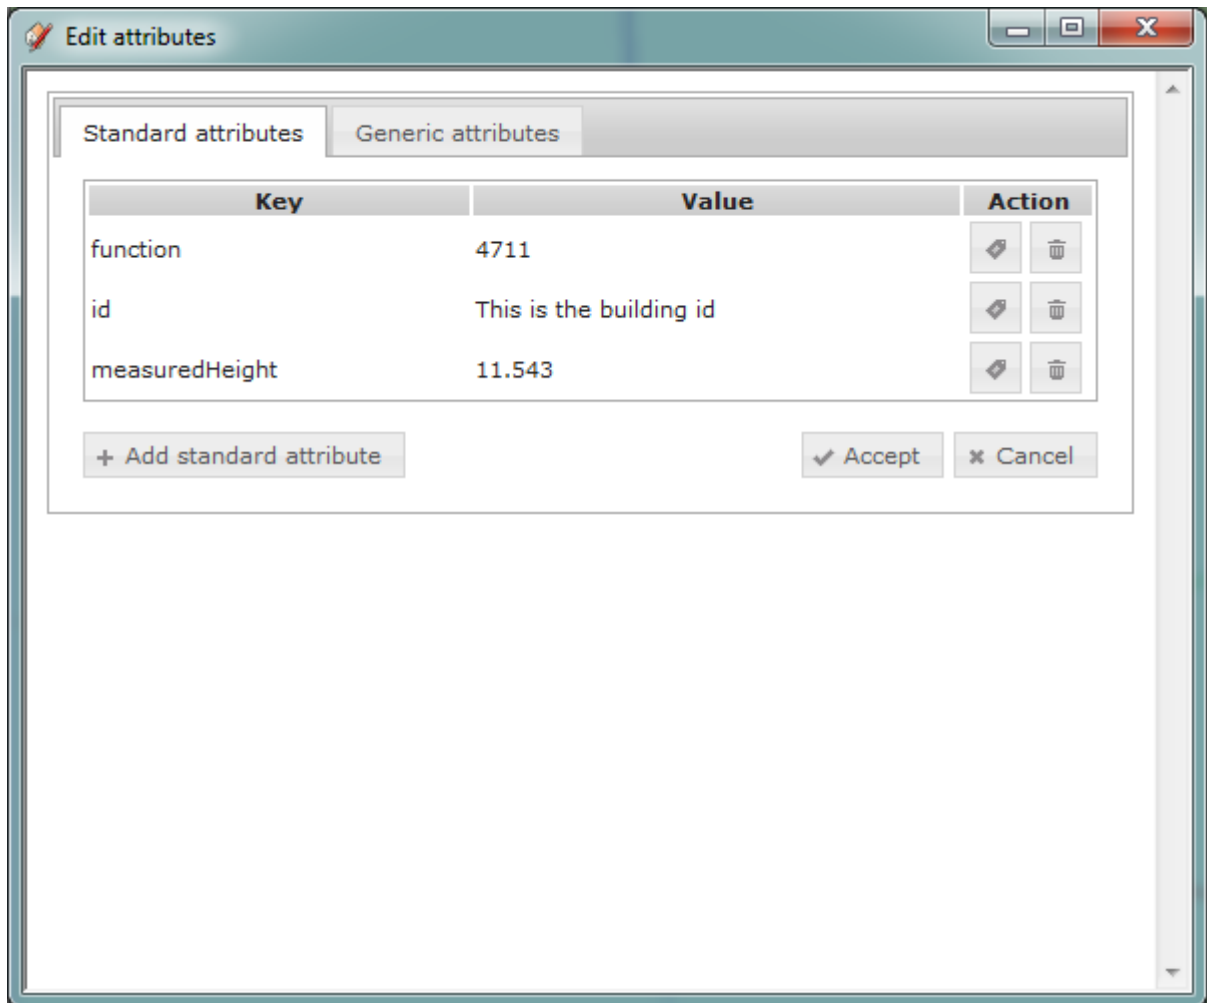 Edit attributes
Standard attributes Generic attributes
Key Value Action
function 4711
id This is the building id
measuredHeight 11.543
Add standard attribute Accept Cancel